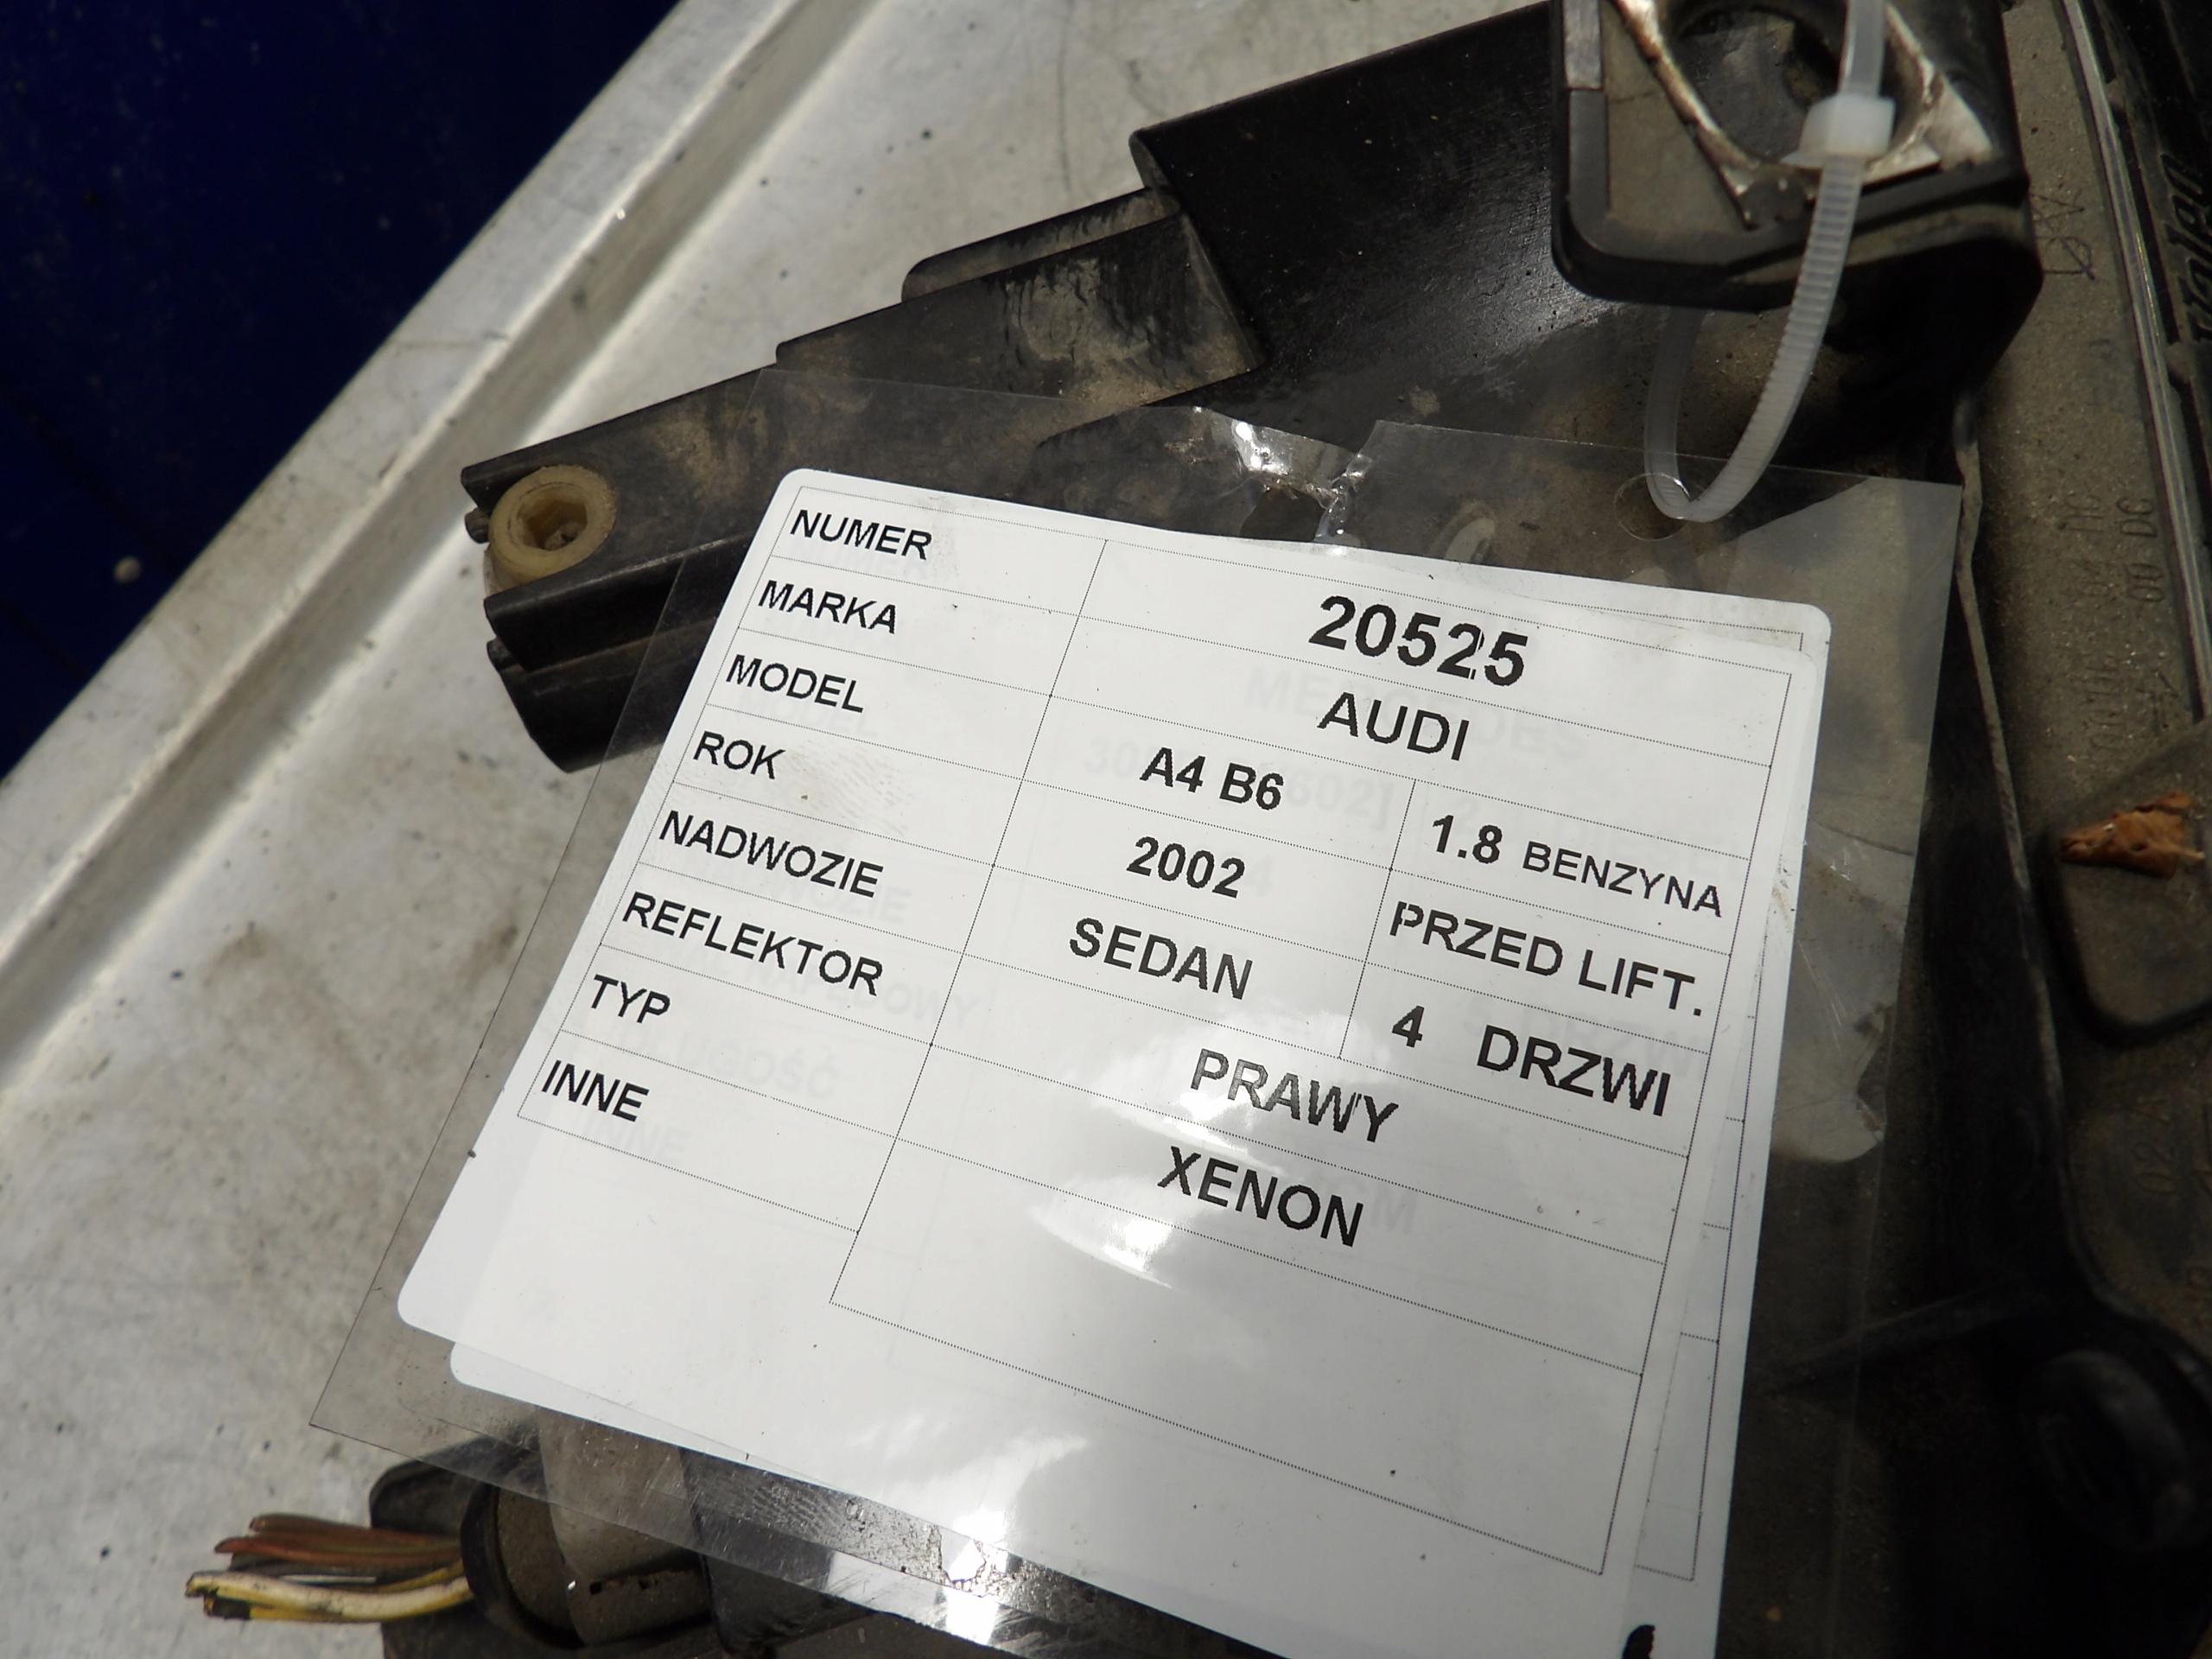 NUMER 20525
MARKA AUDI
MODEL A4 B6 1.8 BENZYNA
ROK 2002 PRZED LIFT.
NADWOZIE SEDAN 4 DRZWI
REFLEKTOR PRAWY
TYP XENON
INNE